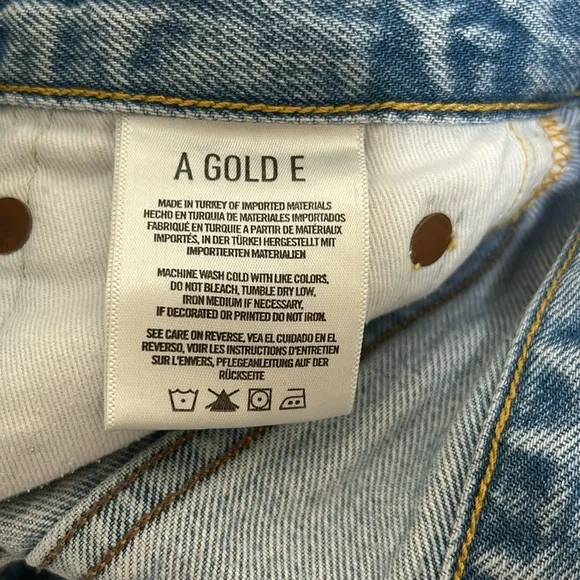 A GOLD E
MADE IN TURKEY OF IMPORTED MATERIALS
HECHO EN TURQUIA DE MATERIALES IMPORTADOS
FABRIQUÉ EN TURQUIE A PARTIR DE MATÉRIAUX
IMPORTÉS, IN DER TÜRKEI HERGESTELLT MIT
IMPORTIERTEN MATERIALIEN
MACHINE WASH COLD WITH LIKE COLORS,
DO NOT BLEACH, TUMBLE DRY LOW,
IRON MEDIUM IF NECESSARY,
IF DECORATED OR PRINTED DO NOT IRON.
SEE CARE ON REVERSE, VEA EL CUIDADO EN EL
REVERSO, VOIR LES INSTRUCTIONS D'ENTRETIEN
SUR L'ENVERS, PFLEGEANLEITUNG AUF DER
RÜCKSEITE